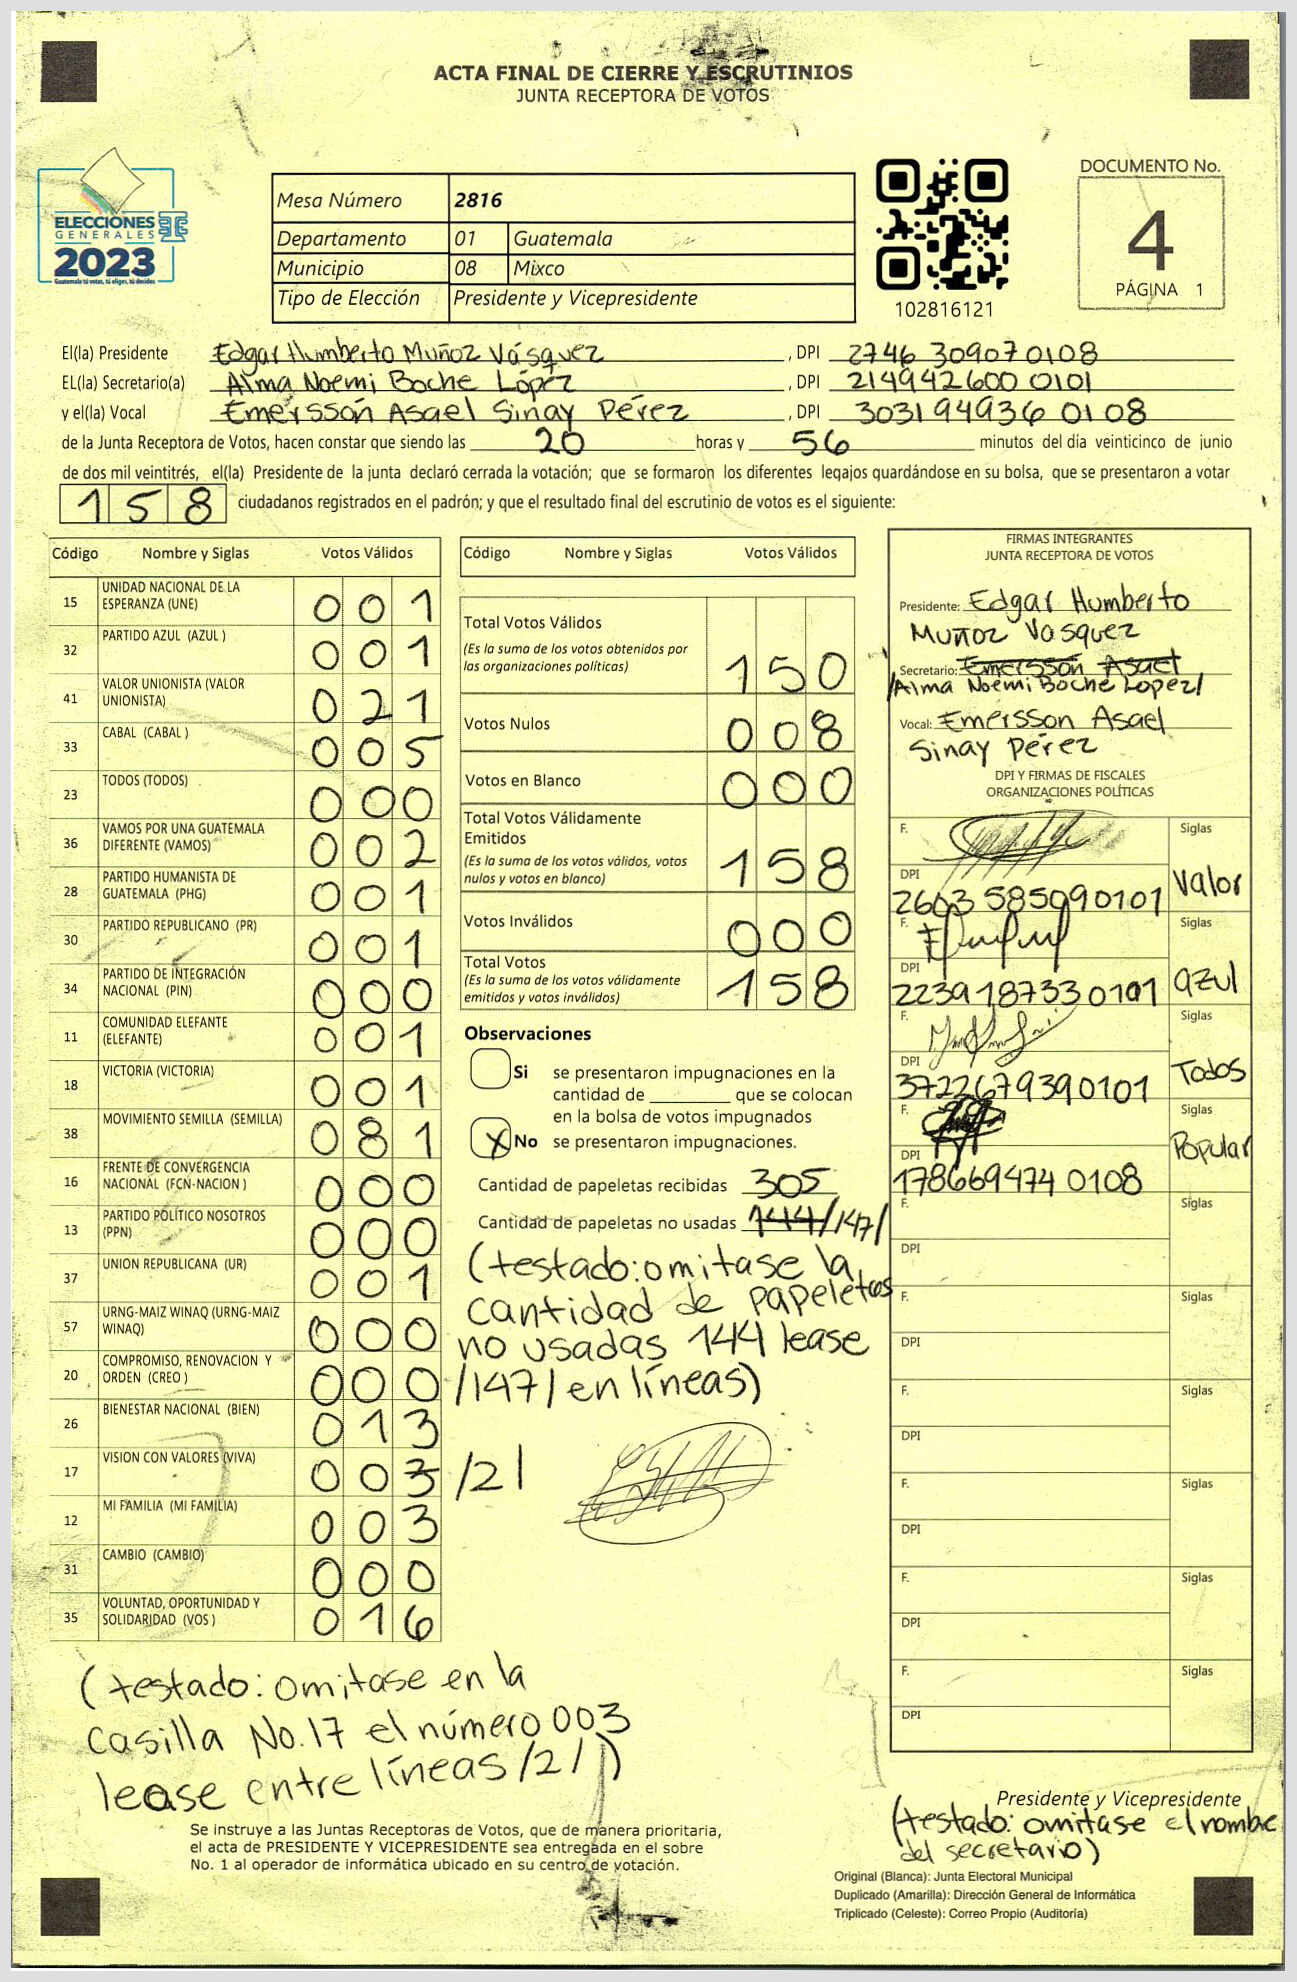 ACTA FINAL DE CIERRE Y ESCRUTINIOS
JUNTA RECEPTORA DE VOTOS
ELECCIONES
GENERALES
2023
Guatemala tú votas, tú eliges, tú decides
Mesa Número 2816
Departamento 01 Guatemala
Municipio 08 Mixco
Tipo de Elección Presidente y Vicepresidente
102816121
DOCUMENTO No.
4
PÁGINA 1
El(la) Presidente Edgar Humberto Muñoz Vásquez , DPI 2746 30907 0108
EL(la) Secretario(a) Alma Noemi Boche López , DPI 214942600 0101
y el(la) Vocal Emersson Asael Sinay Pérez , DPI 303194936 0108
de la Junta Receptora de Votos, hacen constar que siendo las 20 horas y 56 minutos del día veinticinco de junio
de dos mil veintitrés, el(la) Presidente de la junta declaró cerrada la votación; que se formaron los diferentes legajos guardándose en su bolsa, que se presentaron a votar
158 ciudadanos registrados en el padrón; y que el resultado final del escrutinio de votos es el siguiente:
Código Nombre y Siglas Votos Válidos
15 UNIDAD NACIONAL DE LA ESPERANZA (UNE) 001
32 PARTIDO AZUL (AZUL ) 001
41 VALOR UNIONISTA (VALOR UNIONISTA) 021
33 CABAL (CABAL ) 005
23 TODOS (TODOS) 000
36 VAMOS POR UNA GUATEMALA DIFERENTE (VAMOS) 002
28 PARTIDO HUMANISTA DE GUATEMALA (PHG) 001
30 PARTIDO REPUBLICANO (PR) 001
34 PARTIDO DE INTEGRACIÓN NACIONAL (PIN) 000
11 COMUNIDAD ELEFANTE (ELEFANTE) 001
18 VICTORIA (VICTORIA) 001
38 MOVIMIENTO SEMILLA (SEMILLA) 081
16 FRENTE DE CONVERGENCIA NACIONAL (FCN-NACION ) 000
13 PARTIDO POLÍTICO NOSOTROS (PPN) 000
37 UNION REPUBLICANA (UR) 001
57 URNG-MAIZ WINAQ (URNG-MAIZ WINAQ) 000
20 COMPROMISO, RENOVACION Y ORDEN (CREO ) 000
26 BIENESTAR NACIONAL (BIEN) 013
17 VISION CON VALORES (VIVA) 003 /2/
12 MI FAMILIA (MI FAMILIA) 003
31 CAMBIO (CAMBIO) 000
35 VOLUNTAD, OPORTUNIDAD Y SOLIDARIDAD (VOS ) 016
(testado: omitase en la
casilla No.17 el número 003
lease entre líneas /2/)
Código Nombre y Siglas Votos Válidos
Total Votos Válidos
(Es la suma de los votos obtenidos por
las organizaciones políticas) 150
Votos Nulos 008
Votos en Blanco 000
Total Votos Válidamente
Emitidos
(Es la suma de los votos válidos, votos
nulos y votos en blanco) 158
Votos Inválidos 000
Total Votos
(Es la suma de los votos válidamente
emitidos y votos inválidos) 158
Observaciones
Si se presentaron impugnaciones en la
cantidad de ________ que se colocan
en la bolsa de votos impugnados
X No se presentaron impugnaciones.
Cantidad de papeletas recibidas 305
Cantidad de papeletas no usadas 144 /147/
(testado: omitase la
cantidad de papeletas
no usadas 144 lease
/147/ en líneas)
FIRMAS INTEGRANTES
JUNTA RECEPTORA DE VOTOS
Presidente: Edgar Humberto
Muñoz Vasquez
Secretario: Emersson Asael
/Alma Noemi Boche Lopez/
Vocal: Emersson Asael
Sinay Pérez
DPI Y FIRMAS DE FISCALES
ORGANIZACIONES POLÍTICAS
F. Siglas
DPI 2603 585090101 Valor
F. Siglas
DPI 2239187330101 azul
F. Siglas
DPI 3722679390101 Todos
F. Siglas
DPI 178669474 0108 Popular
F. Siglas
DPI
F. Siglas
DPI
F. Siglas
DPI
F. Siglas
DPI
F. Siglas
DPI
F. Siglas
DPI
Presidente y Vicepresidente
(testado: omitase el nombre
del secretario)
Se instruye a las Juntas Receptoras de Votos, que de manera prioritaria,
el acta de PRESIDENTE Y VICEPRESIDENTE sea entregada en el sobre
No. 1 al operador de informática ubicado en su centro de votación.
Original (Blanca): Junta Electoral Municipal
Duplicado (Amarilla): Dirección General de Informática
Triplicado (Celeste): Correo Propio (Auditoría)